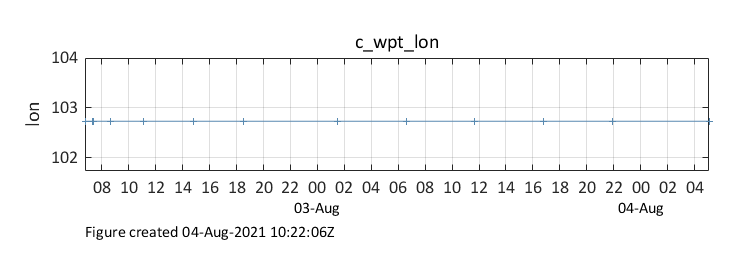 c_wpt_lon
104
103
102
lon
08 10 12 14 16 18 20 22 00 02 04 06 08 10 12 14 16 18 20 22 00 02 04
03-Aug 04-Aug
Figure created 04-Aug-2021 10:22:06Z